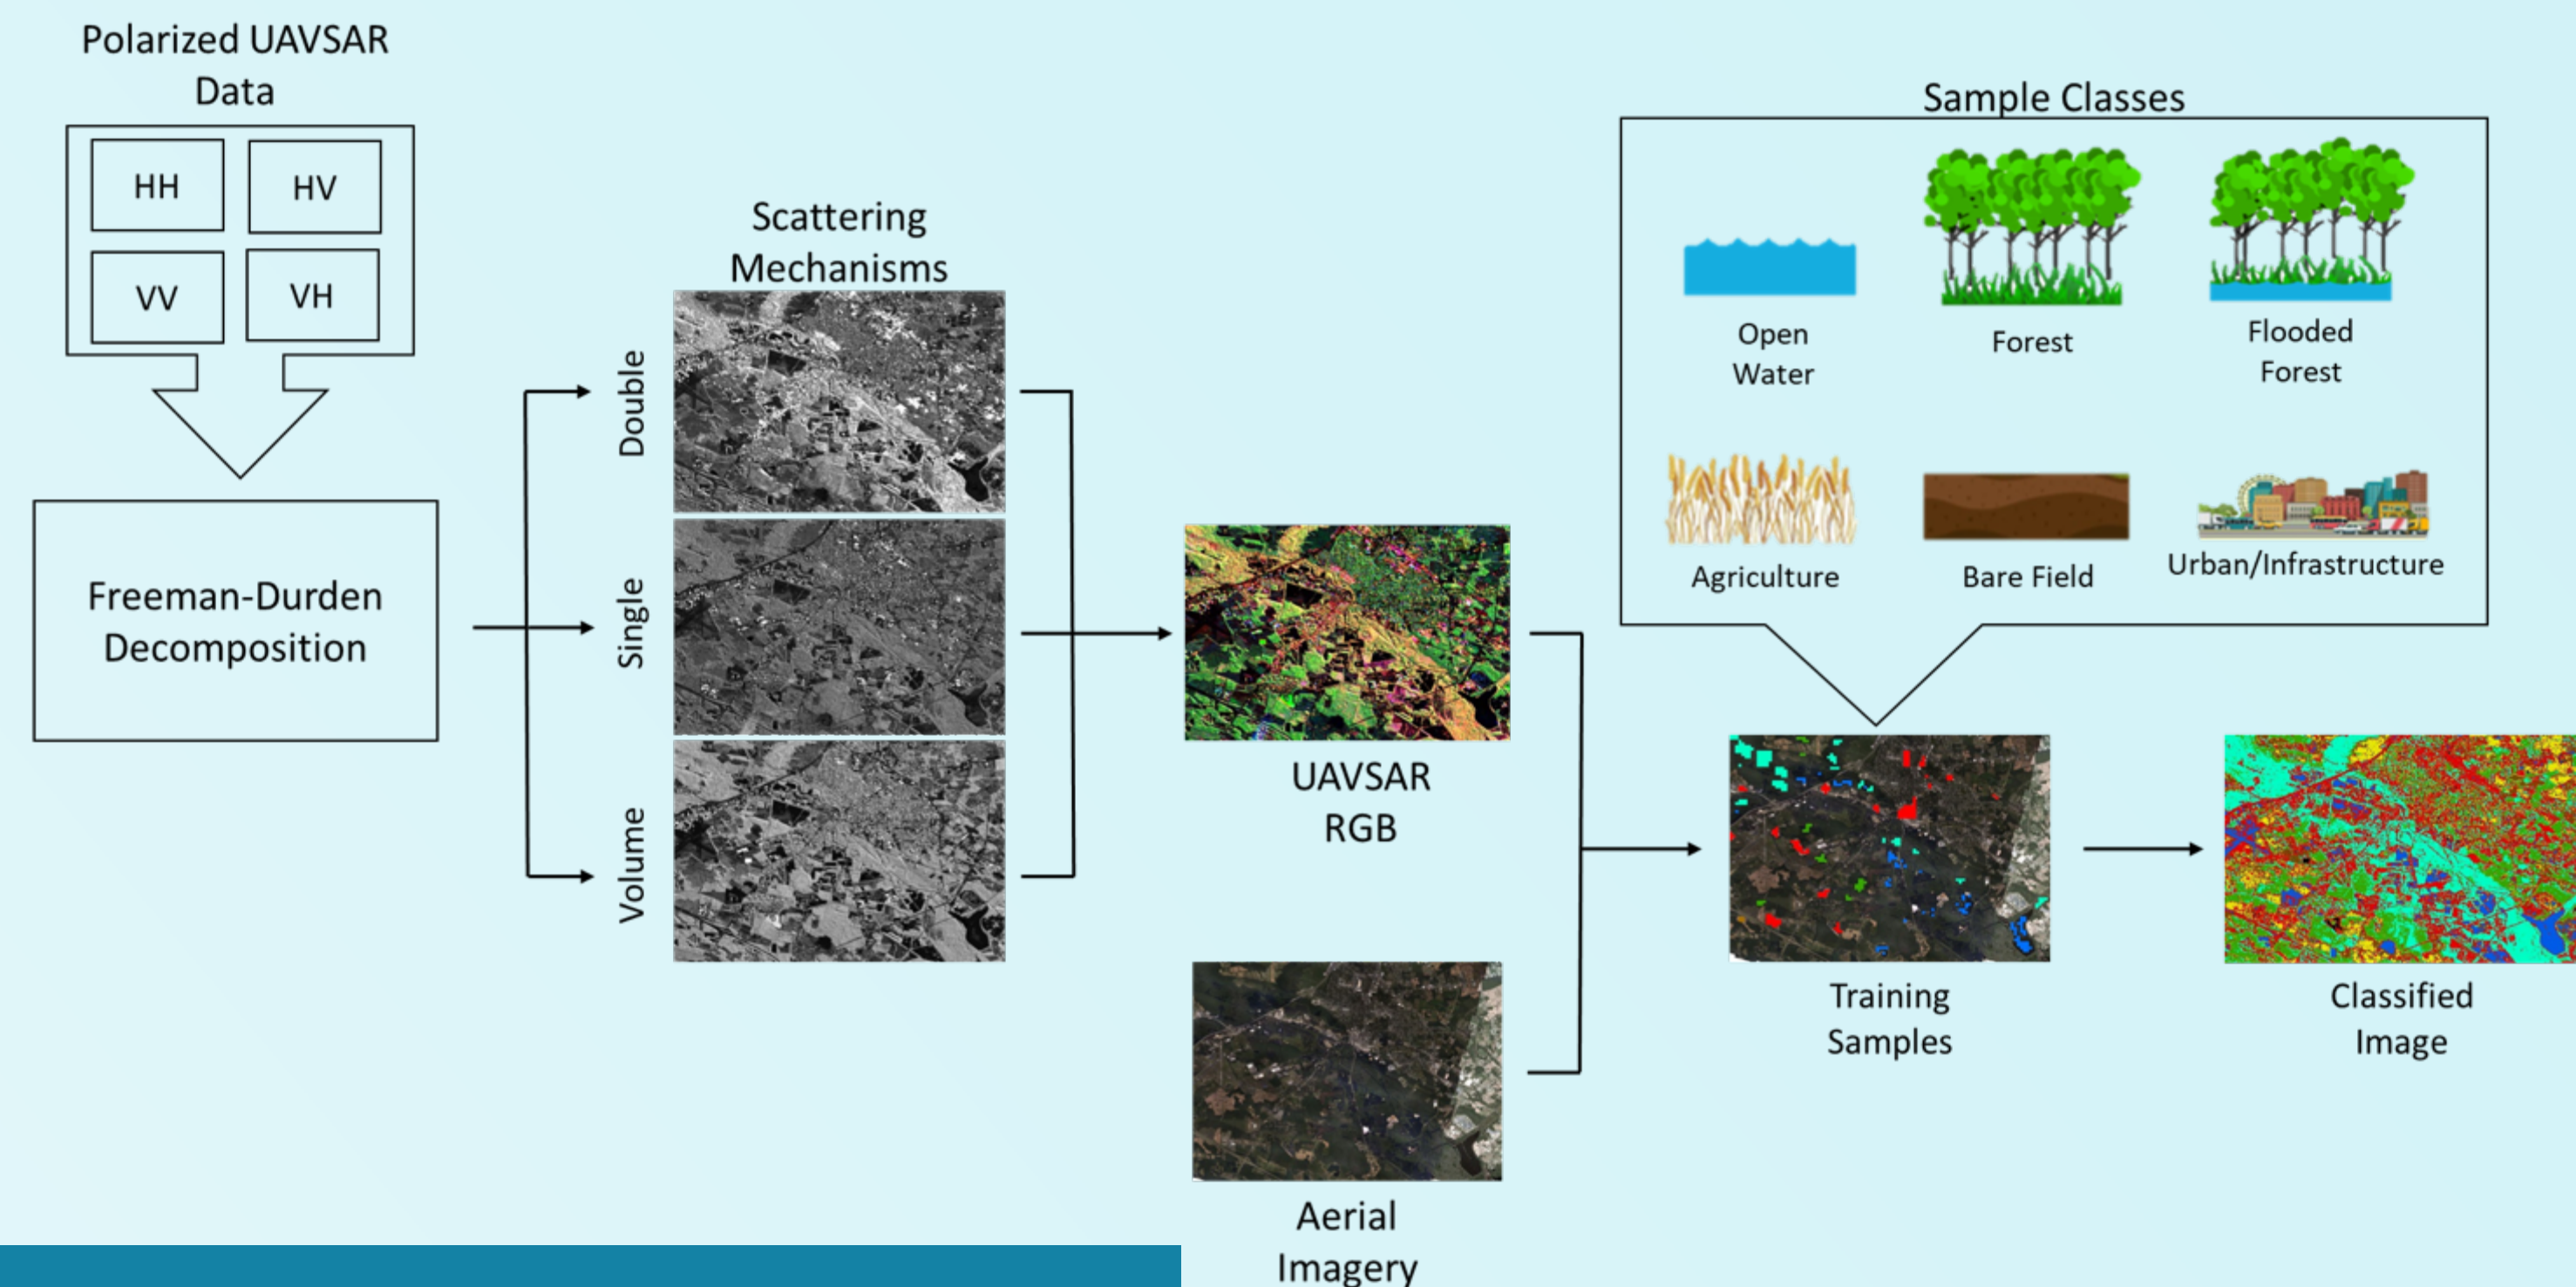 Polarized UAVSAR
Data
HH
HV
VV
VH
Freeman-Durden
Decomposition
Scattering
Mechanisms
Double
Single
Volume
UAVSAR
RGB
Aerial
Imagery
Sample Classes
Open
Water
Forest
Flooded
Forest
Agriculture
Bare Field
Urban/Infrastructure
Training
Samples
Classified
Image